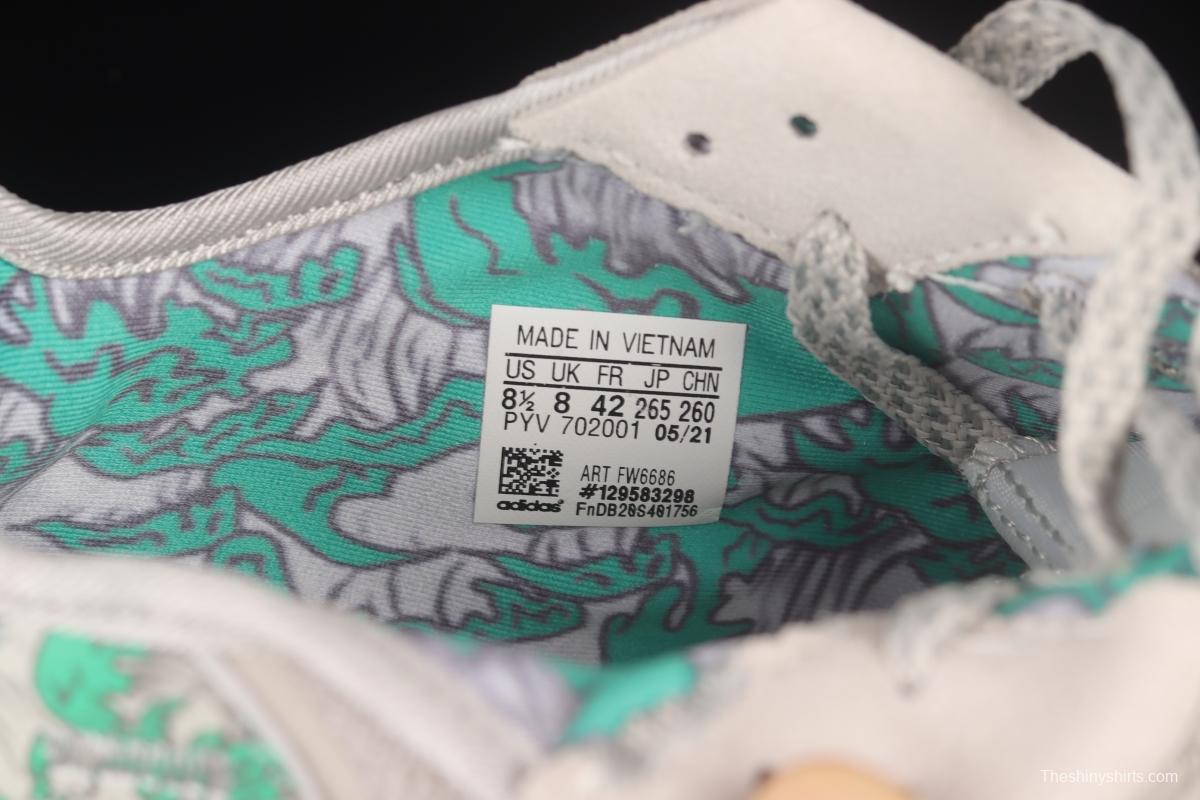 MADE IN VIETNAM
US UK FR JP CHN
8½ 8 42 265 260
PYV 702001 05/21
ART FW6686
#129583298
adidas
FnDB20S401756
Theshinyshirts.com